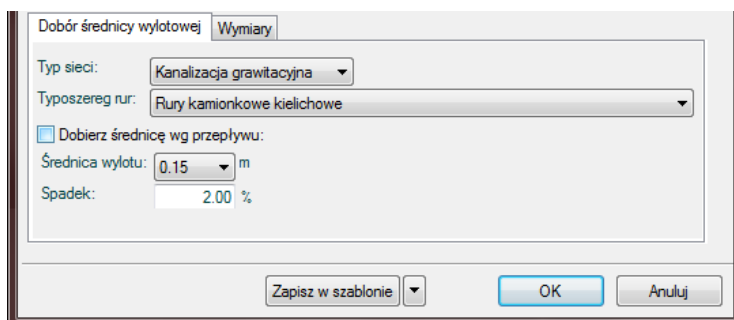 Dobór średnicy wylotowej Wymiary
Typ sieci: Kanalizacja grawitacyjna
Typoszereg rur: Rury kamionkowe kielichowe
Dobierz średnicę wg przepływu:
Średnica wylotu: 0.15 m
Spadek: 2.00 %
Zapisz w szablonie OK Anuluj